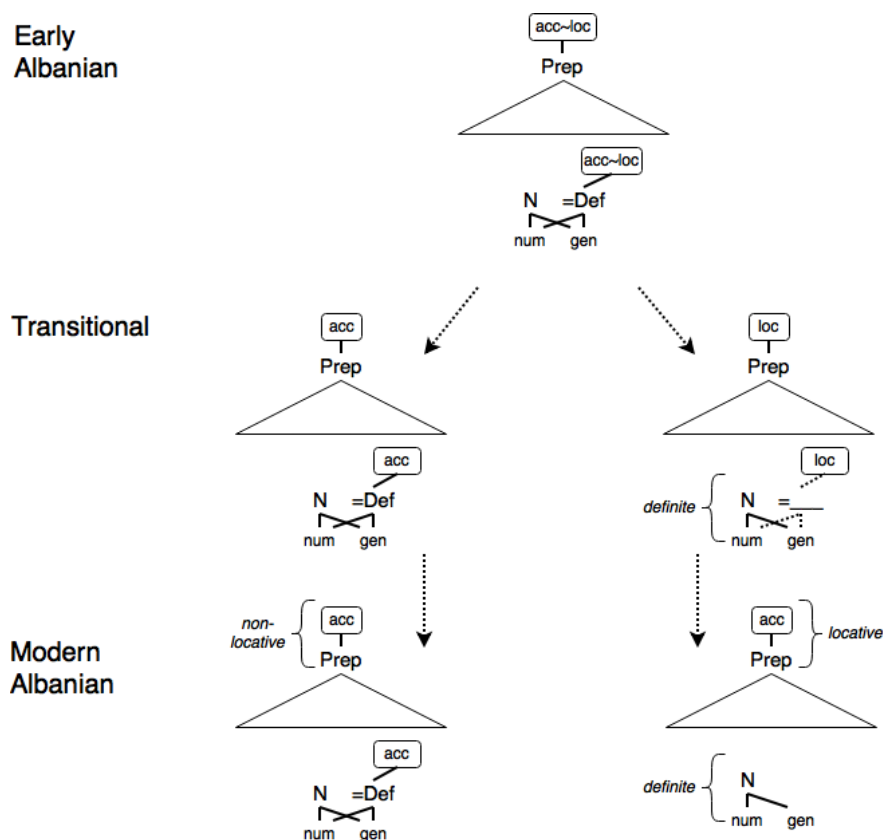 Early
Albanian
acc~loc
Prep
acc~loc
N =Def
num gen
Transitional
acc
loc
Prep
Prep
acc
loc
N =Def
definite N =___
num gen
num gen
non-
locative
acc
acc
locative
Modern
Albanian
Prep
Prep
acc
N =Def
definite N
num gen
num gen